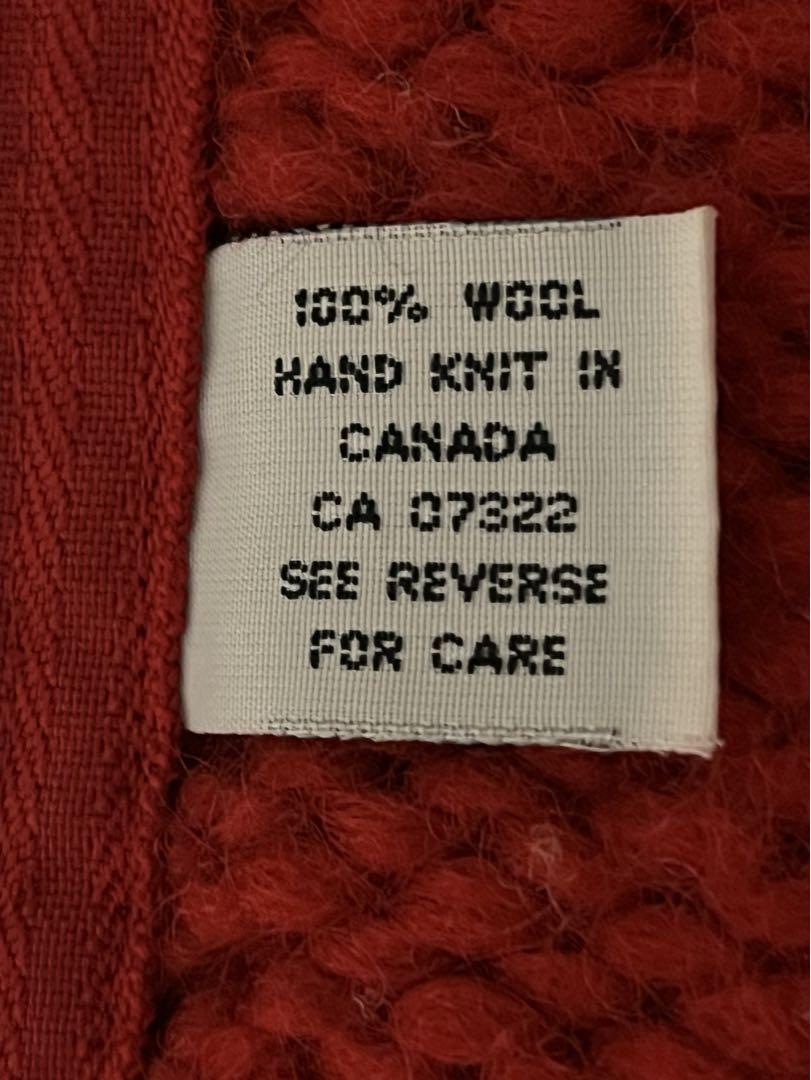 100% WOOL
HAND KNIT IN
CANADA
CA 07322
SEE REVERSE
FOR CARE